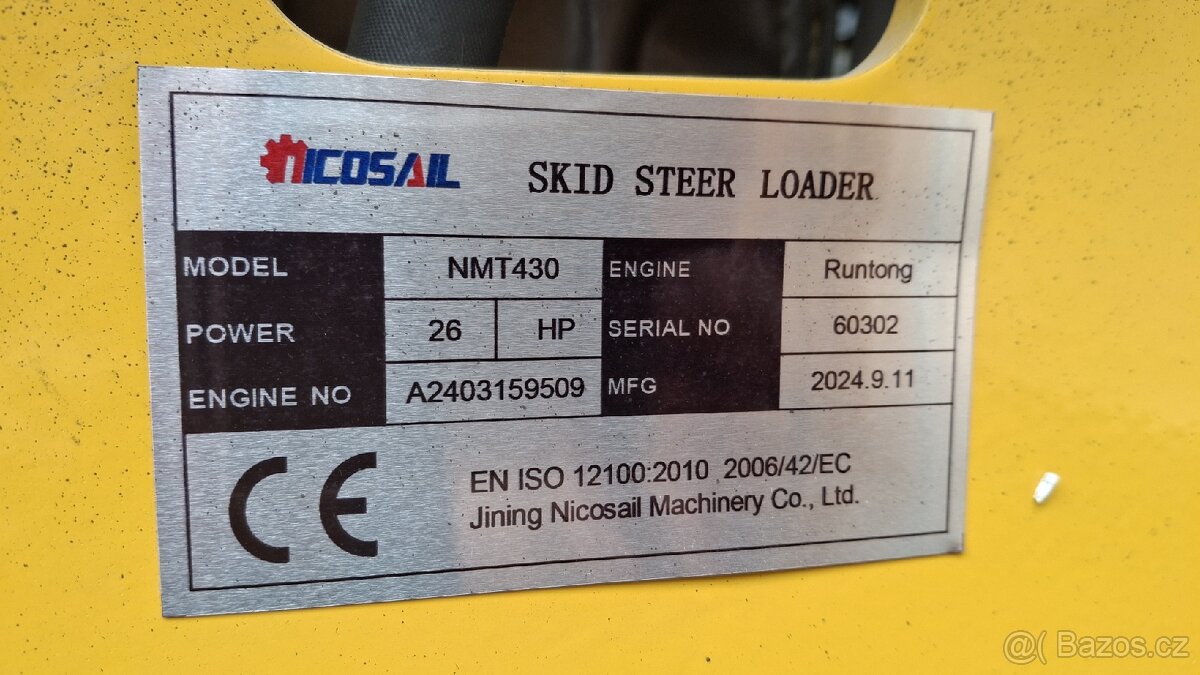 NICOSAIL SKID STEER LOADER
MODEL NMT430 ENGINE Runtong
POWER 26 HP SERIAL NO 60302
ENGINE NO A2403159509 MFG 2024.9.11
CE EN ISO 12100:2010 2006/42/EC
Jining Nicosail Machinery Co., Ltd.
@( Bazos.cz